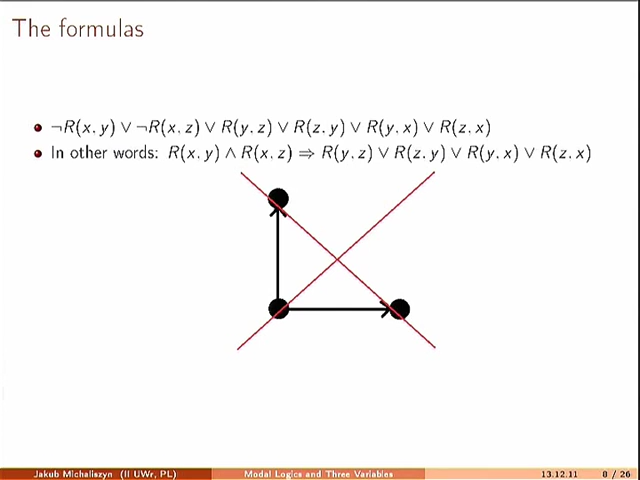 The formulas
¬R(x, y) ∨ ¬R(x, z) ∨ R(y, z) ∨ R(z, y) ∨ R(y, x) ∨ R(z, x)
In other words: R(x, y) ∧ R(x, z) ⇒ R(y, z) ∨ R(z, y) ∨ R(y, x) ∨ R(z, x)
Jakub Michaliszyn (II UWr, PL) Modal Logics and Three Variables 13.12.11 8 / 26